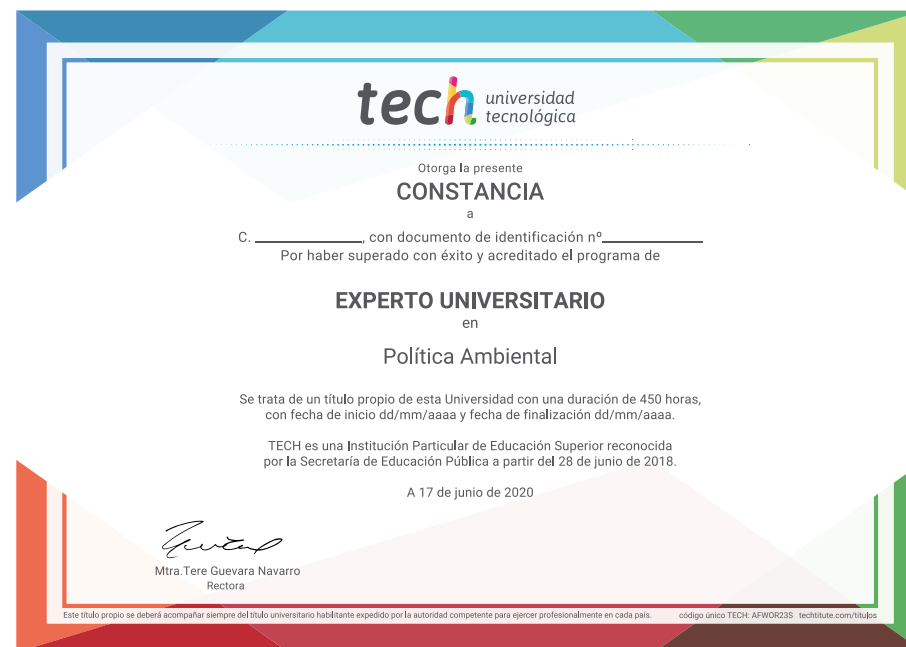 tech universidad
tecnológica
Otorga la presente
CONSTANCIA
a
C. ____________, con documento de identificación nº____________
Por haber superado con éxito y acreditado el programa de
EXPERTO UNIVERSITARIO
en
Política Ambiental
Se trata de un título propio de esta Universidad con una duración de 450 horas,
con fecha de inicio dd/mm/aaaa y fecha de finalización dd/mm/aaaa.
TECH es una Institución Particular de Educación Superior reconocida
por la Secretaría de Educación Pública a partir del 28 de junio de 2018.
A 17 de junio de 2020
Mtra.Tere Guevara Navarro
Rectora
Este título propio se deberá acompañar siempre del título universitario habilitante expedido por la autoridad competente para ejercer profesionalmente en cada país. código único TECH: AFWOR23S techtitute.com/titulos